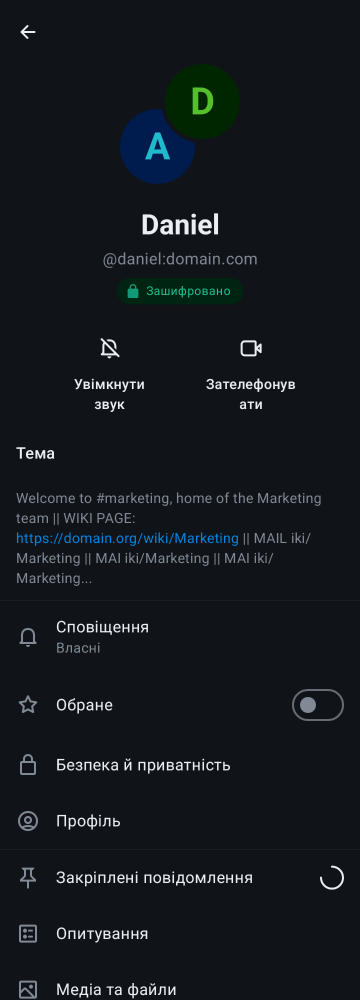 D
A
Daniel
@daniel:domain.com
Зашифровано
Увімкнути
звук
Зателефонув
ати
Тема
Welcome to #marketing, home of the Marketing
team || WIKI PAGE:
https://domain.org/wiki/Marketing || MAIL iki/
Marketing || MAI iki/Marketing || MAI iki/
Marketing...
Сповіщення
Власні
Обране
Безпека й приватність
Профіль
Закріплені повідомлення
Опитування
Медіа та файли